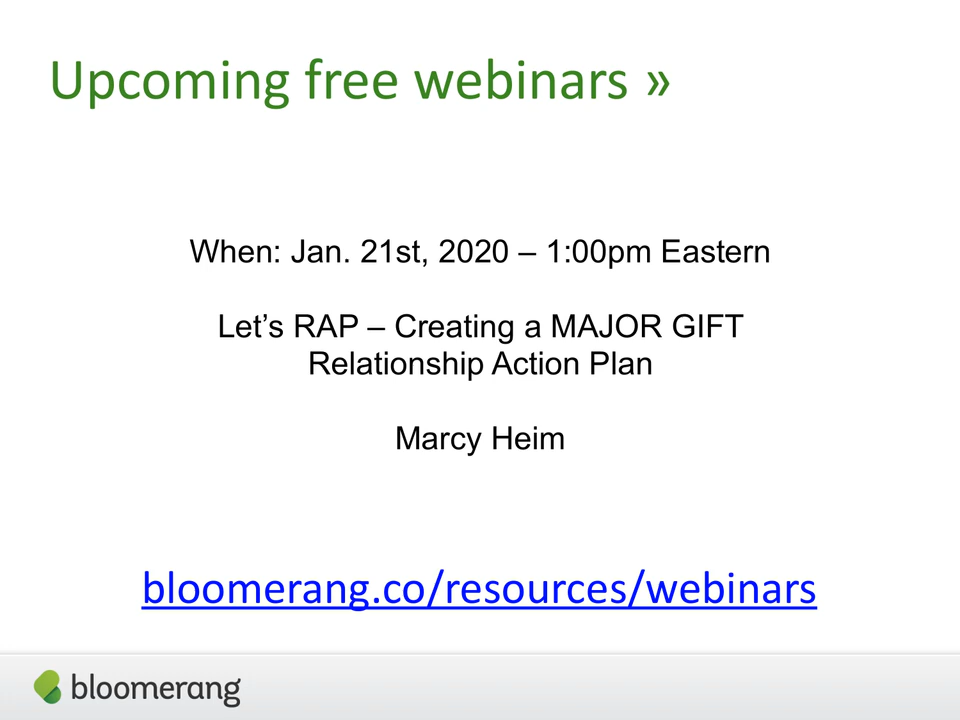 Upcoming free webinars »
When: Jan. 21st, 2020 – 1:00pm Eastern
Let’s RAP – Creating a MAJOR GIFT
Relationship Action Plan
Marcy Heim
bloomerang.co/resources/webinars
bloomerang